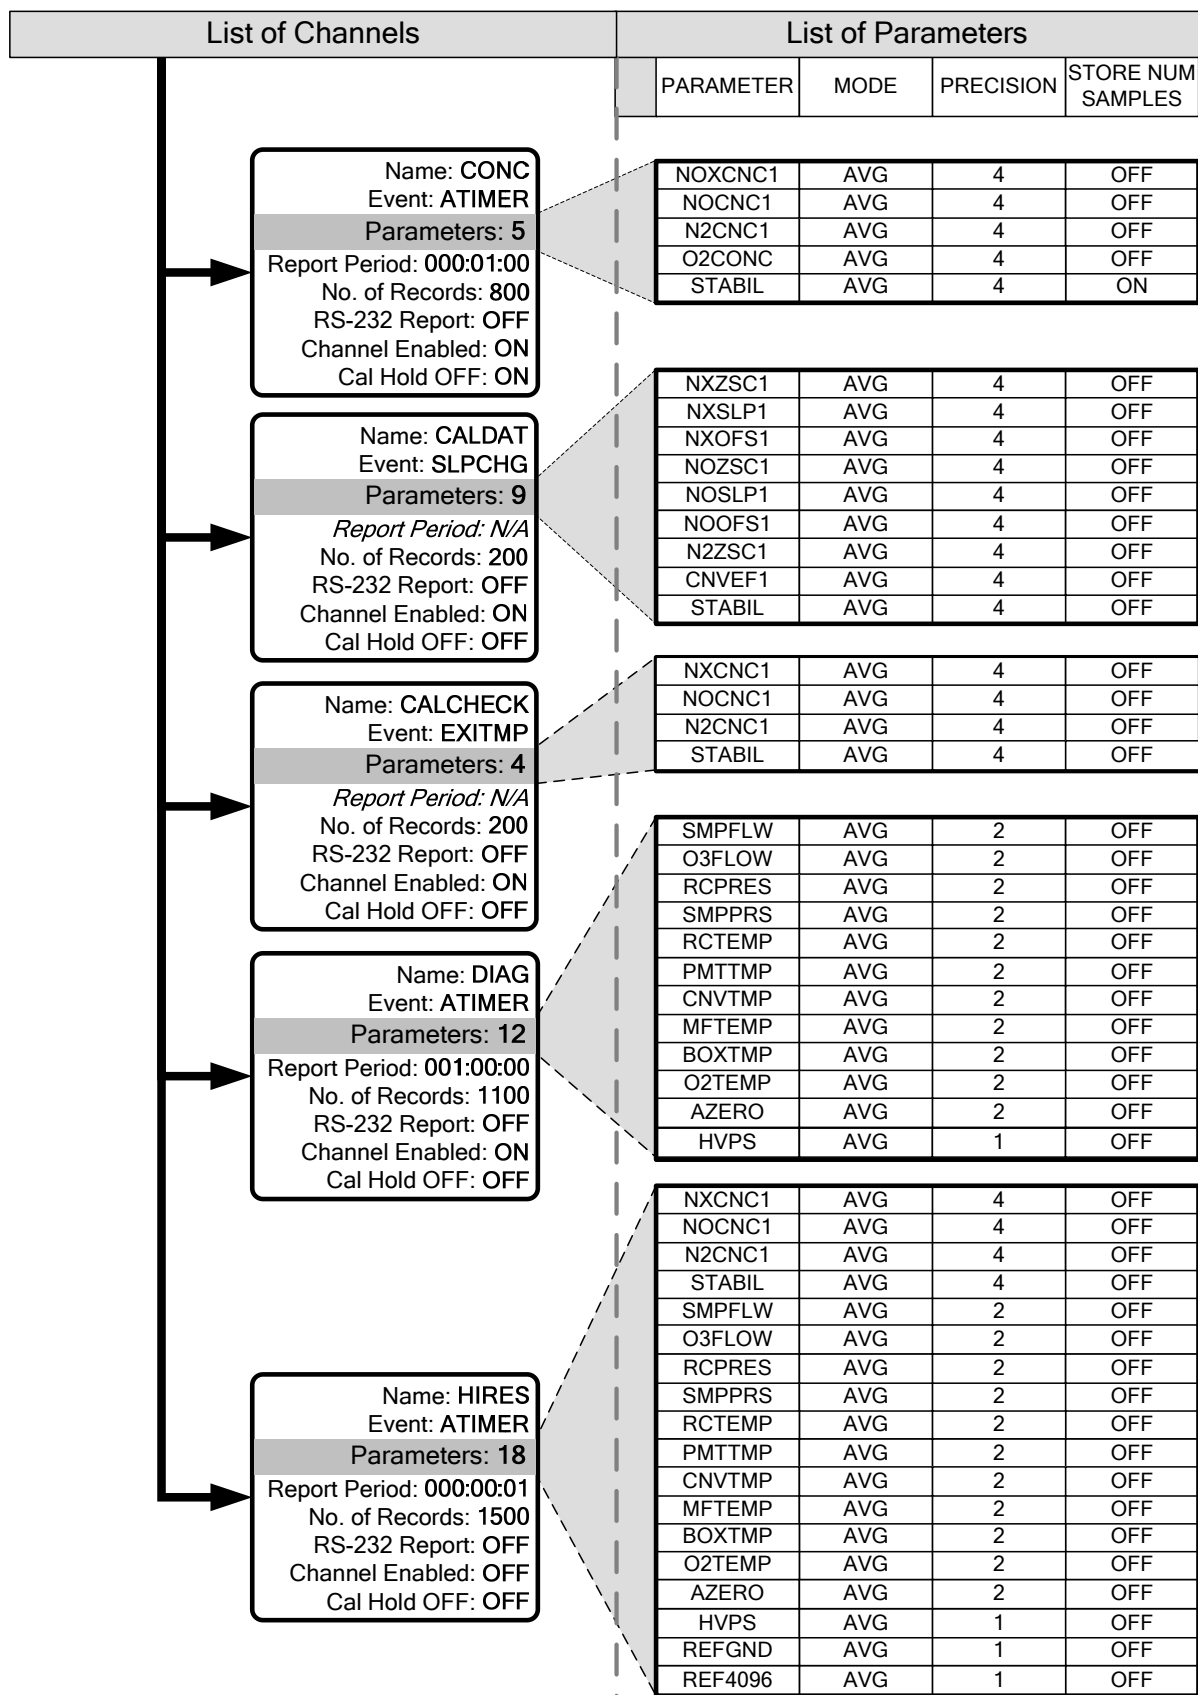 List of Channels
List of Parameters
PARAMETER MODE PRECISION STORE NUM SAMPLES
Name: CONC
Event: ATIMER
Parameters: 5
Report Period: 000:01:00
No. of Records: 800
RS-232 Report: OFF
Channel Enabled: ON
Cal Hold OFF: ON
NOXCNC1 AVG 4 OFF
NOCNC1 AVG 4 OFF
N2CNC1 AVG 4 OFF
O2CONC AVG 4 OFF
STABIL AVG 4 ON
Name: CALDAT
Event: SLPCHG
Parameters: 9
Report Period: N/A
No. of Records: 200
RS-232 Report: OFF
Channel Enabled: ON
Cal Hold OFF: OFF
NXZSC1 AVG 4 OFF
NXSLP1 AVG 4 OFF
NXOFS1 AVG 4 OFF
NOZSC1 AVG 4 OFF
NOSLP1 AVG 4 OFF
NOOFS1 AVG 4 OFF
N2ZSC1 AVG 4 OFF
CNVEF1 AVG 4 OFF
STABIL AVG 4 OFF
Name: CALCHECK
Event: EXITMP
Parameters: 4
Report Period: N/A
No. of Records: 200
RS-232 Report: OFF
Channel Enabled: ON
Cal Hold OFF: OFF
NXCNC1 AVG 4 OFF
NOCNC1 AVG 4 OFF
N2CNC1 AVG 4 OFF
STABIL AVG 4 OFF
Name: DIAG
Event: ATIMER
Parameters: 12
Report Period: 001:00:00
No. of Records: 1100
RS-232 Report: OFF
Channel Enabled: ON
Cal Hold OFF: OFF
SMPFLW AVG 2 OFF
O3FLOW AVG 2 OFF
RCPRES AVG 2 OFF
SMPPRS AVG 2 OFF
RCTEMP AVG 2 OFF
PMTTMP AVG 2 OFF
CNVTMP AVG 2 OFF
MFTEMP AVG 2 OFF
BOXTMP AVG 2 OFF
O2TEMP AVG 2 OFF
AZERO AVG 2 OFF
HVPS AVG 1 OFF
Name: HIRES
Event: ATIMER
Parameters: 18
Report Period: 000:00:01
No. of Records: 1500
RS-232 Report: OFF
Channel Enabled: OFF
Cal Hold OFF: OFF
NXCNC1 AVG 4 OFF
NOCNC1 AVG 4 OFF
N2CNC1 AVG 4 OFF
STABIL AVG 4 OFF
SMPFLW AVG 2 OFF
O3FLOW AVG 2 OFF
RCPRES AVG 2 OFF
SMPPRS AVG 2 OFF
RCTEMP AVG 2 OFF
PMTTMP AVG 2 OFF
CNVTMP AVG 2 OFF
MFTEMP AVG 2 OFF
BOXTMP AVG 2 OFF
O2TEMP AVG 2 OFF
AZERO AVG 2 OFF
HVPS AVG 1 OFF
REFGND AVG 1 OFF
REF4096 AVG 1 OFF